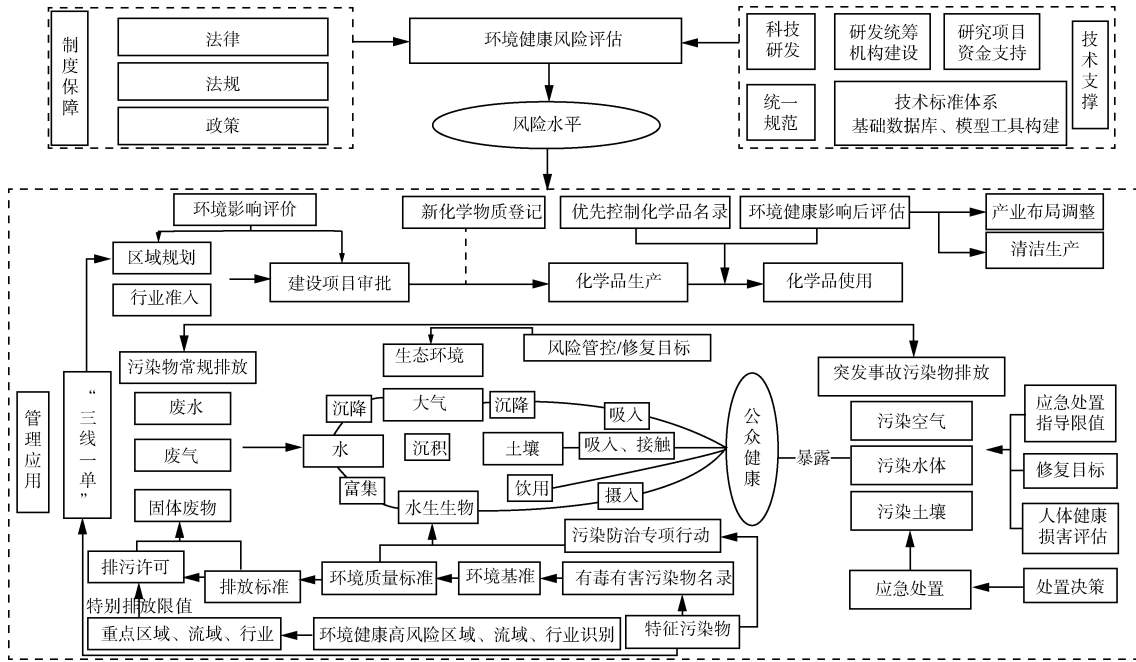 制度保障
法律
法规
政策
环境健康风险评估
风险水平
科技
研发
研发统筹
机构建设
研究项目
资金支持
统一
规范
技术标准体系
基础数据库、模型工具构建
技术支撑
环境影响评价
新化学物质登记
优先控制化学品名录
环境健康影响后评估
产业布局调整
清洁生产
区域规划
行业准入
建设项目审批
化学品生产
化学品使用
管理应用
“三线一单”
污染物常规排放
废水
废气
固体废物
生态环境
风险管控/修复目标
沉降
大气
沉降
吸入
水
沉积
土壤
吸入、接触
富集
水生生物
饮用
摄入
公众健康
暴露
突发事故污染物排放
污染空气
污染水体
污染土壤
应急处置
指导限值
修复目标
人体健康
损害评估
应急处置
处置决策
污染防治专项行动
排污许可
排放标准
环境质量标准
环境基准
有毒有害污染物名录
特别排放限值
重点区域、流域、行业
环境健康高风险区域、流域、行业识别
特征污染物